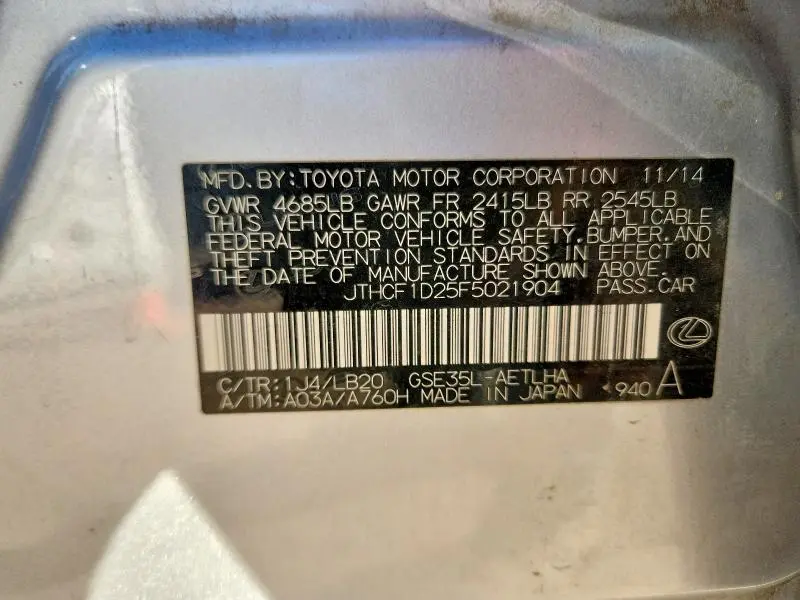 MFD.BY:TOYOTA MOTOR CORPORATION 11/14
GVWR 4685LB GAWR FR 2415LB RR 2545LB
THIS VEHICLE CONFORMS TO ALL APPLICABLE
FEDERAL MOTOR VEHICLE SAFETY,BUMPER,AND
THEFT PREVENTION STANDARDS IN EFFECT ON
THE DATE OF MANUFACTURE SHOWN ABOVE.
JTHCF1D25F5021904 PASS.CAR
C/TR:1J4/LB20 GSE35L-AETLHA
A/TM:A03A/A760H MADE IN JAPAN *940 A